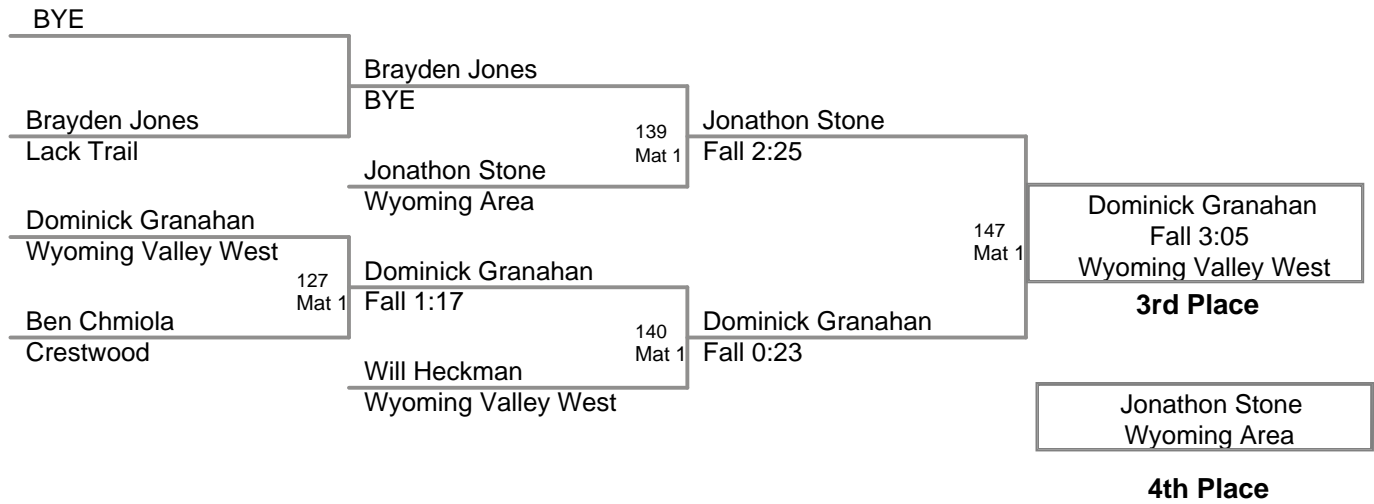 BYE
Brayden Jones
BYE
Brayden Jones
Lack Trail
139
Mat 1
Jonathon Stone
Fall 2:25
Jonathon Stone
Wyoming Area
Dominick Granahan
Wyoming Valley West
147
Mat 1
Dominick Granahan
Fall 3:05
Wyoming Valley West
3rd Place
127
Mat 1
Dominick Granahan
Fall 1:17
Ben Chmiola
Crestwood
140
Mat 1
Dominick Granahan
Fall 0:23
Will Heckman
Wyoming Valley West
Jonathon Stone
Wyoming Area
4th Place